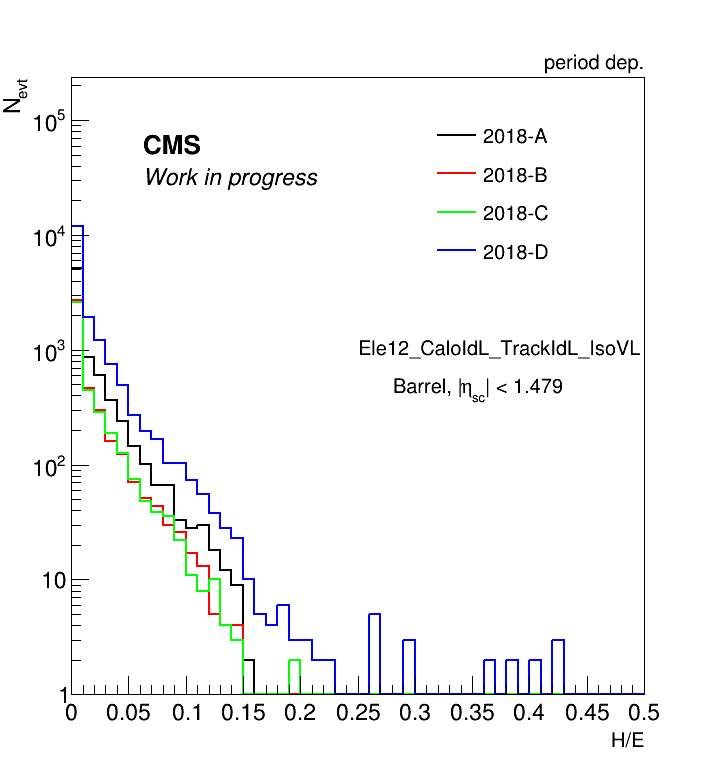 period dep.
N_evt
10^5
10^4
10^3
10^2
10
1
CMS
Work in progress
2018-A
2018-B
2018-C
2018-D
Ele12_CaloIdL_TrackIdL_IsoVL
Barrel, |η_sc| < 1.479
0 0.05 0.1 0.15 0.2 0.25 0.3 0.35 0.4 0.45 0.5
H/E